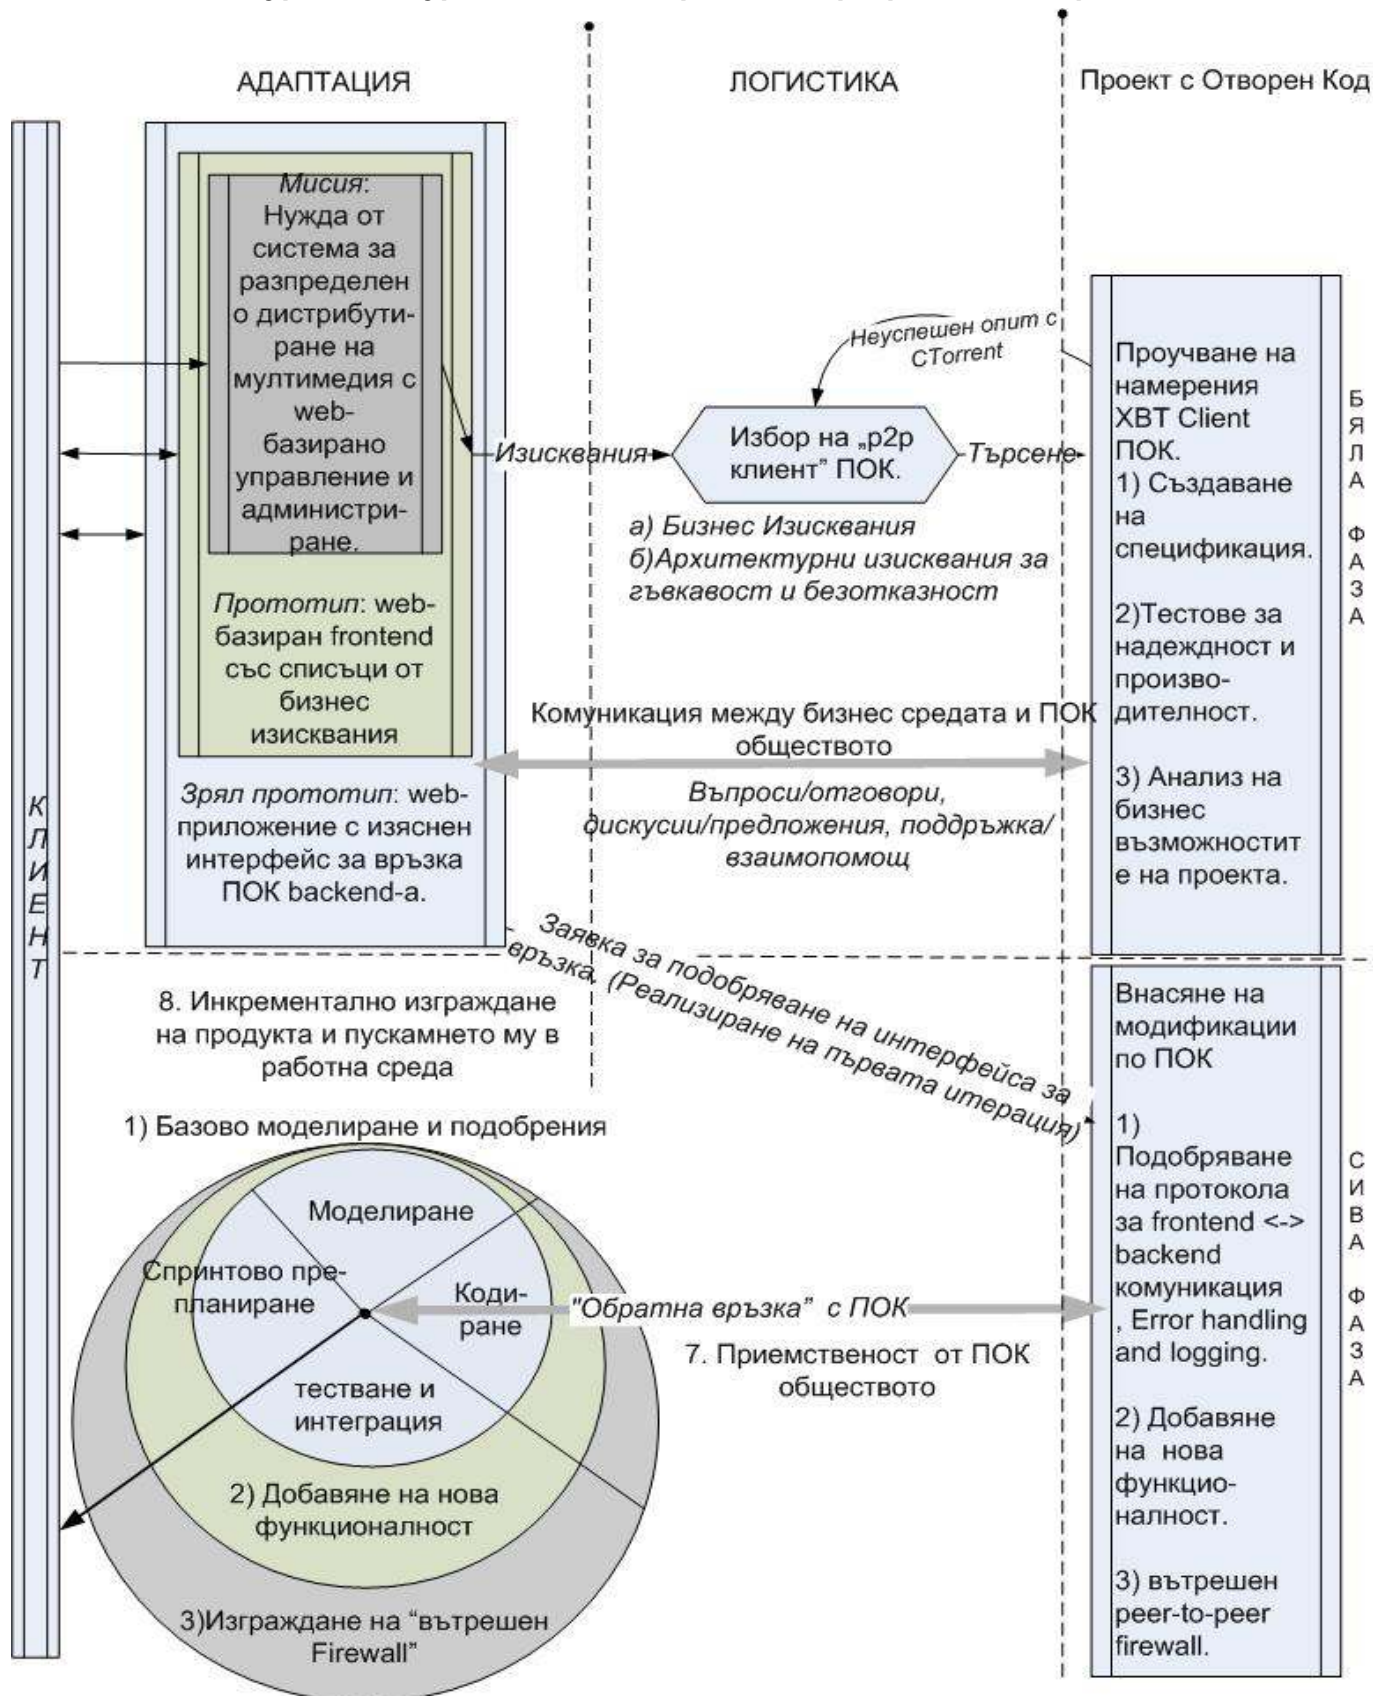 АДАПТАЦИЯ
ЛОГИСТИКА
Проект с Отворен Код
КЛИЕНТ
Мисия:
Нужда от
система за
разпределен
о дистрибути-
ране на
мултимедия с
web-
базирано
управление и
администри-
ране.
Прототип: web-
базиран frontend
със списъци от
бизнес
изисквания
Зрял прототип: web-
приложение с изяснен
интерфейс за връзка
ПОК backend-а.
Изисквания
Неуспешен опит с
CTorrent
Избор на „p2p
клиент” ПОК.
Търсене
а) Бизнес Изисквания
б)Архитектурни изисквания за
гъвкавост и безотказност
Комуникация между бизнес средата и ПОК
обществото
Въпроси/отговори,
дискусии/предложения, поддръжка/
взаимопомощ
Проучване на
намерения
XBT Client
ПОК.
1) Създаване
на
спецификация.
2)Тестове за
надеждност и
произво-
дителност.
3) Анализ на
бизнес
възможностит
е на проекта.
БЯЛА ФАЗА
Заявка за подобряване на интерфейса за
връзка. (Реализиране на първата итерация)
8. Инкрементално изграждане
на продукта и пускамнето му в
работна среда
1) Базово моделиране и подобрения
Моделиране
Спринтово пре-
планиране
Коди-
ране
тестване и
интеграция
2) Добавяне на нова
функционалност
3)Изграждане на “вътрешен
Firewall”
"Обратна връзка” с ПОК
7. Приемственост от ПОК
обществото
Внасяне на
модификации
по ПОК
1)
Подобряване
на протокола
за frontend <->
backend
комуникация
, Error handling
and logging.
2) Добавяне
на нова
функцио-
налност.
3) вътрешен
peer-to-peer
firewall.
СИВА ФАЗА